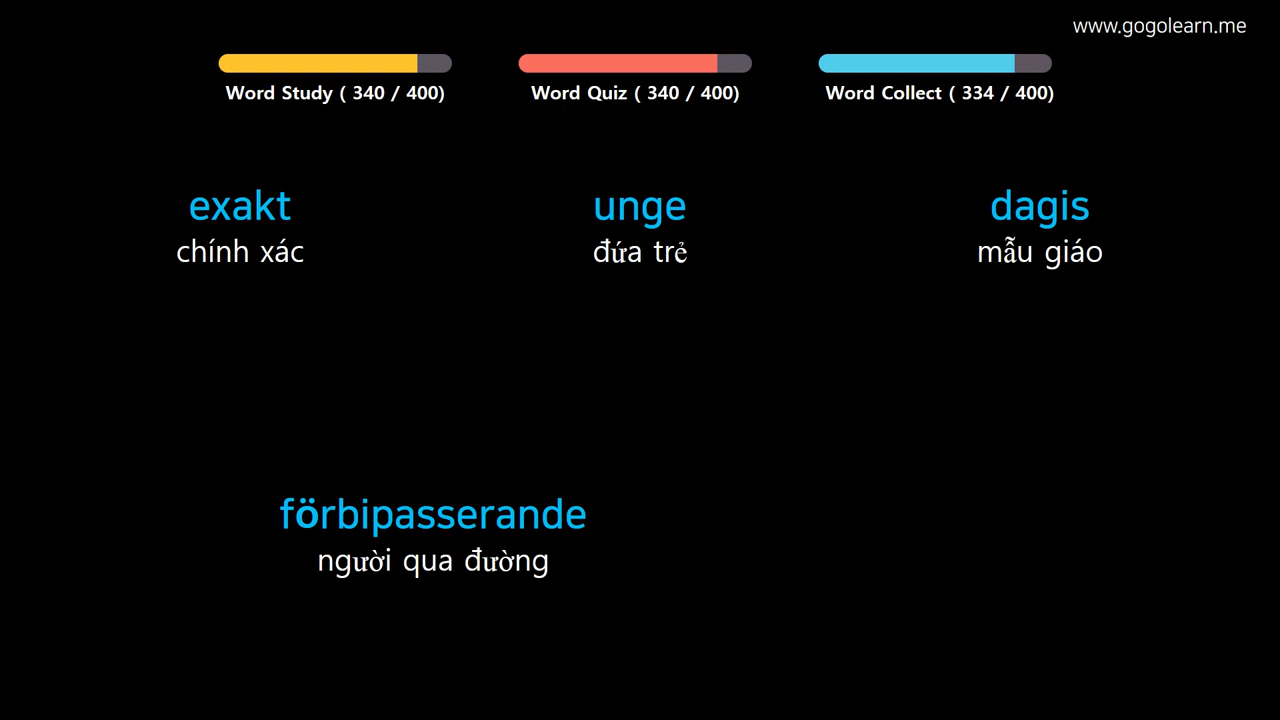 www.gogolearn.me
Word Study ( 340 / 400)
Word Quiz ( 340 / 400)
Word Collect ( 334 / 400)
exakt
chính xác
unge
đứa trẻ
dagis
mẫu giáo
förbipasserande
người qua đường